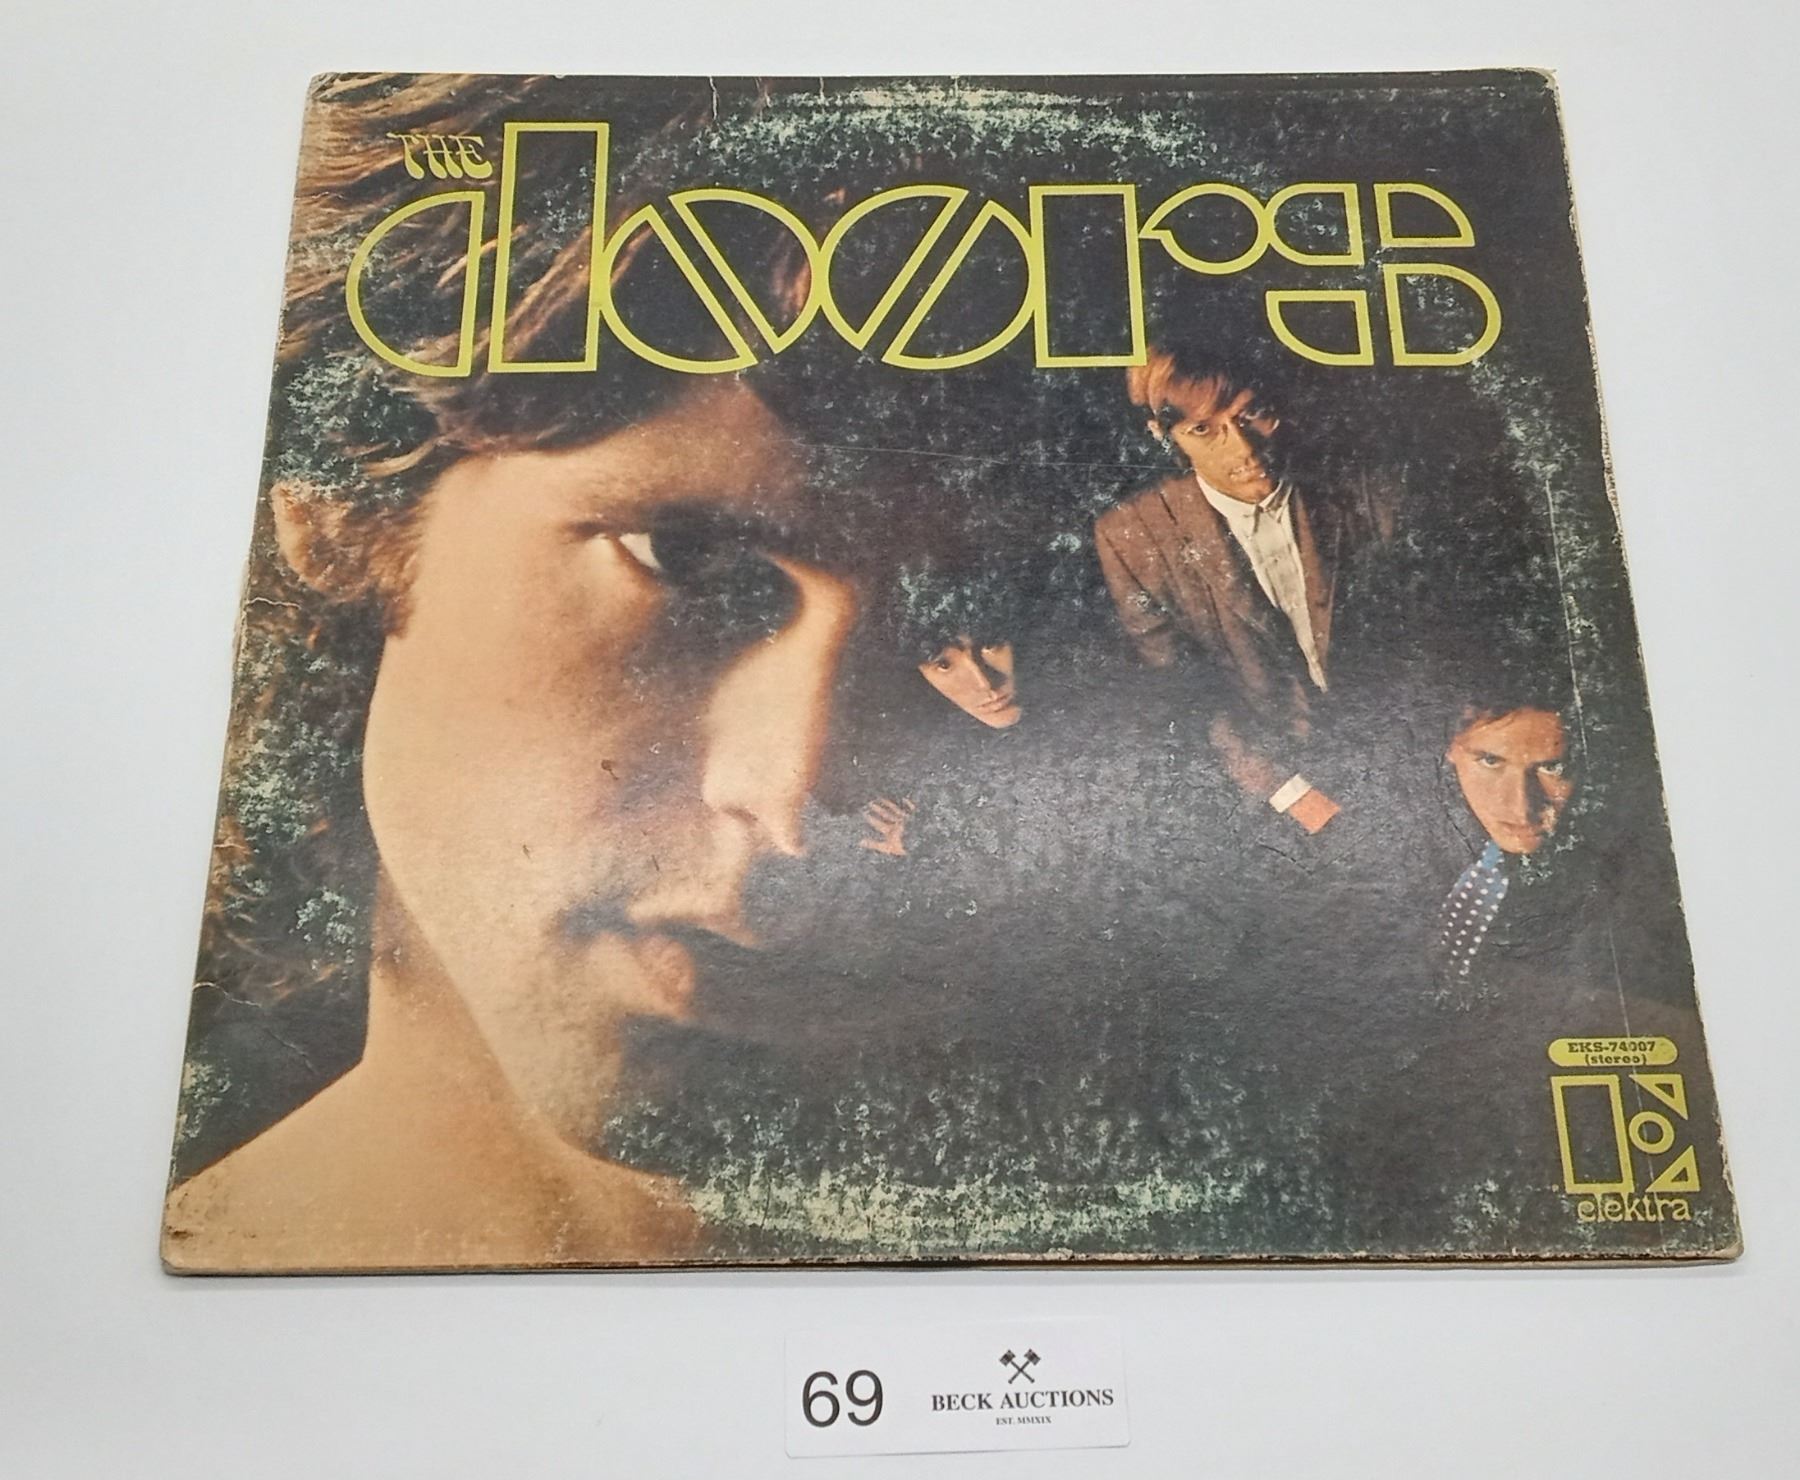 THE
doors
EKS-74007
(stereo)
elektra
69
BECK AUCTIONS
EST. MMXIX